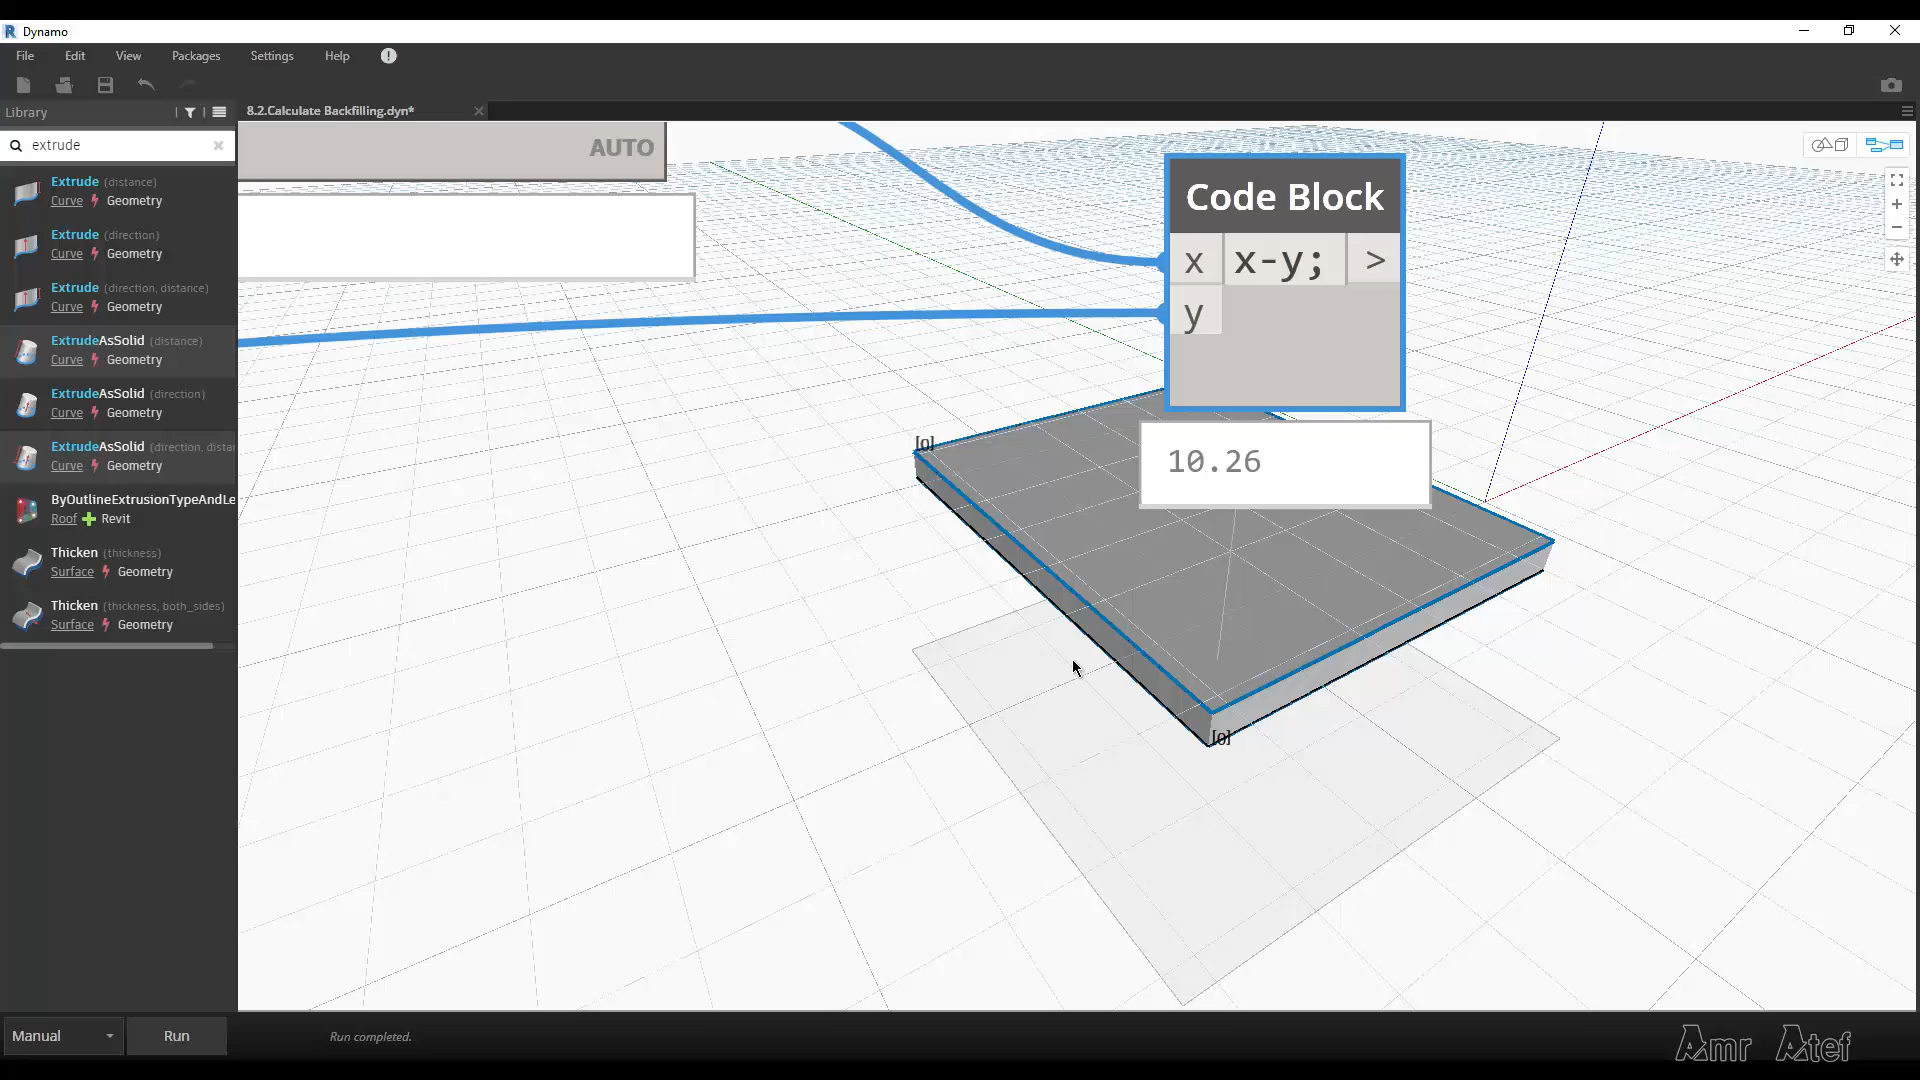 Dynamo
File Edit View Packages Settings Help
Library
8.2.Calculate Backfilling.dyn*
extrude
Extrude (distance)
Curve Geometry
Extrude (direction)
Curve Geometry
Extrude (direction, distance)
Curve Geometry
ExtrudeAsSolid (distance)
Curve Geometry
ExtrudeAsSolid (direction)
Curve Geometry
ExtrudeAsSolid (direction, distan
Curve Geometry
ByOutlineExtrusionTypeAndLe
Roof Revit
Thicken (thickness)
Surface Geometry
Thicken (thickness, both_sides)
Surface Geometry
AUTO
Code Block
x x-y; >
y
10.26
[0]
[0]
Manual Run Run completed.
Amr Atef